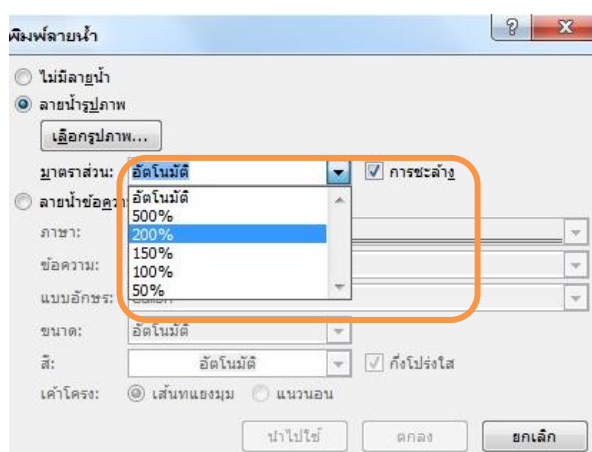 พิมพ์ลายน้ำ
ไม่มีลายน้ำ
ลายน้ำรูปภาพ
เลือกรูปภาพ...
มาตราส่วน: อัตโนมัติ การชะล้าง
ลายน้ำข้อความ
อัตโนมัติ
500%
ภาษา: 200%
150%
ข้อความ: 100%
แบบอักษร: 50%
ขนาด: อัตโนมัติ
สี: อัตโนมัติ กึ่งโปร่งใส
เค้าโครง: เส้นทแยงมุม แนวนอน
นำไปใช้ ตกลง ยกเลิก